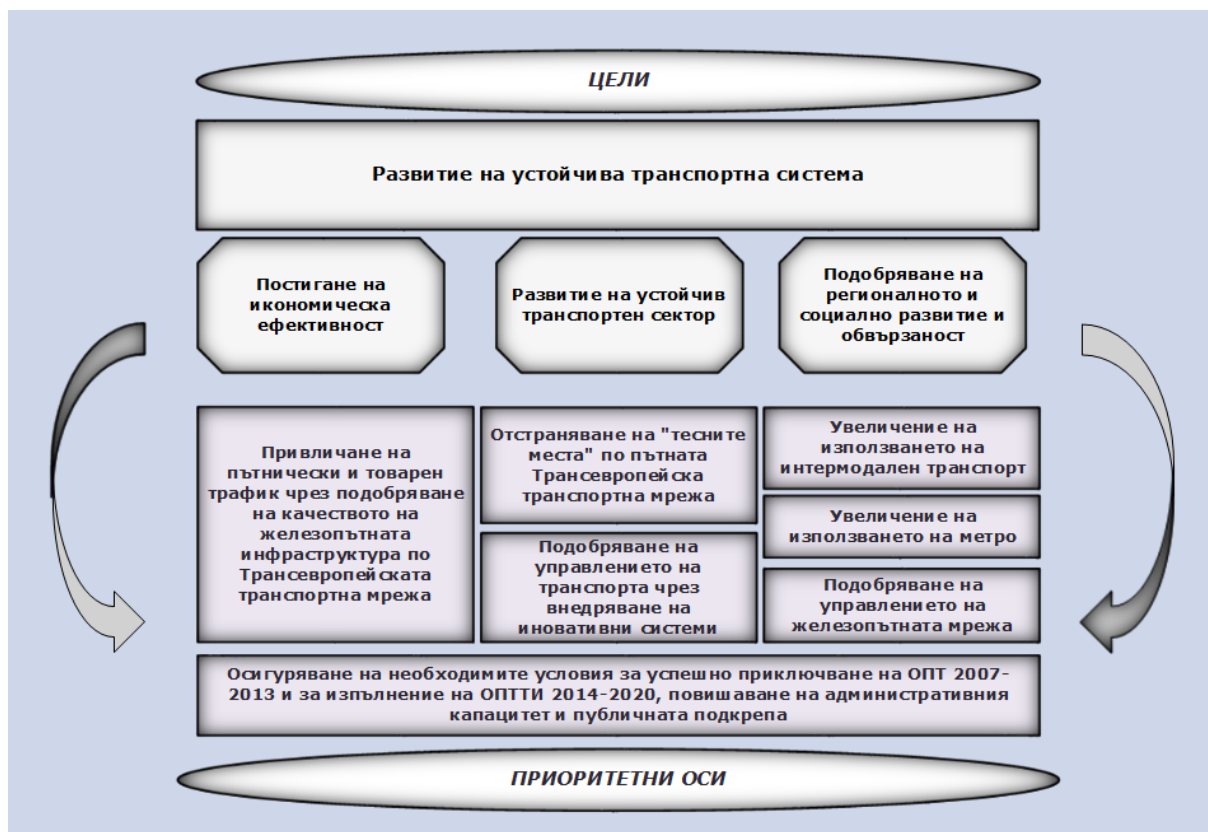 ЦЕЛИ
Развитие на устойчива транспортна система
Постигане на
икономическа
ефективност
Развитие на устойчив
транспортен сектор
Подобряване на
регионалното и
социално развитие и
обвързаност
Привличане на
пътнически и товарен
трафик чрез подобряване
на качеството на
железопътната
инфраструктура по
Трансевропейската
транспортна мрежа
Отстраняване на "тесните
места" по пътната
Трансевропейска
транспортна мрежа
Подобряване на
управлението на
транспорта чрез
внедряване на
иновативни системи
Увеличение на
използването на
интермодален транспорт
Увеличение на
използването на метро
Подобряване на
управлението на
железопътната мрежа
Осигуряване на необходимите условия за успешно приключване на ОПТ 2007-
2013 и за изпълнение на ОПТТИ 2014-2020, повишаване на административния
капацитет и публичната подкрепа
ПРИОРИТЕТНИ ОСИ